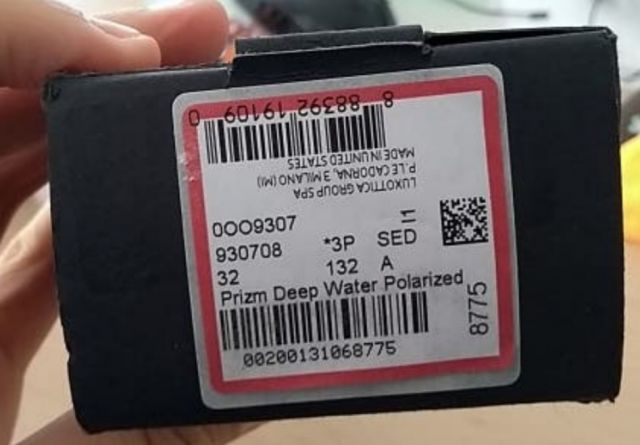 8 88392 19109 0
LUXOTTICA GROUP SPA
P.LE CADORNA, 3 MILANO (MI)
MADE IN UNITED STATES
0OO9307
930708 *3P SED 11
32 132 A
Prizm Deep Water Polarized
00200131068775
8775